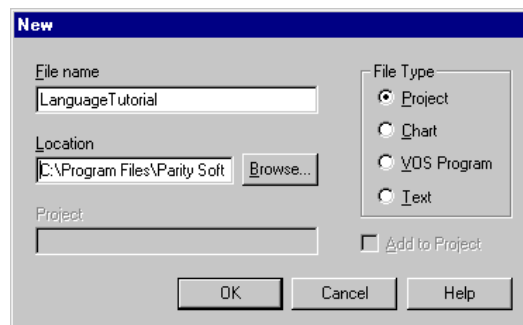 New
File name
LanguageTutorial
Location
C:\Program Files\Parity Soft
Browse...
Project
File Type
Project
Chart
VOS Program
Text
Add to Project
OK
Cancel
Help